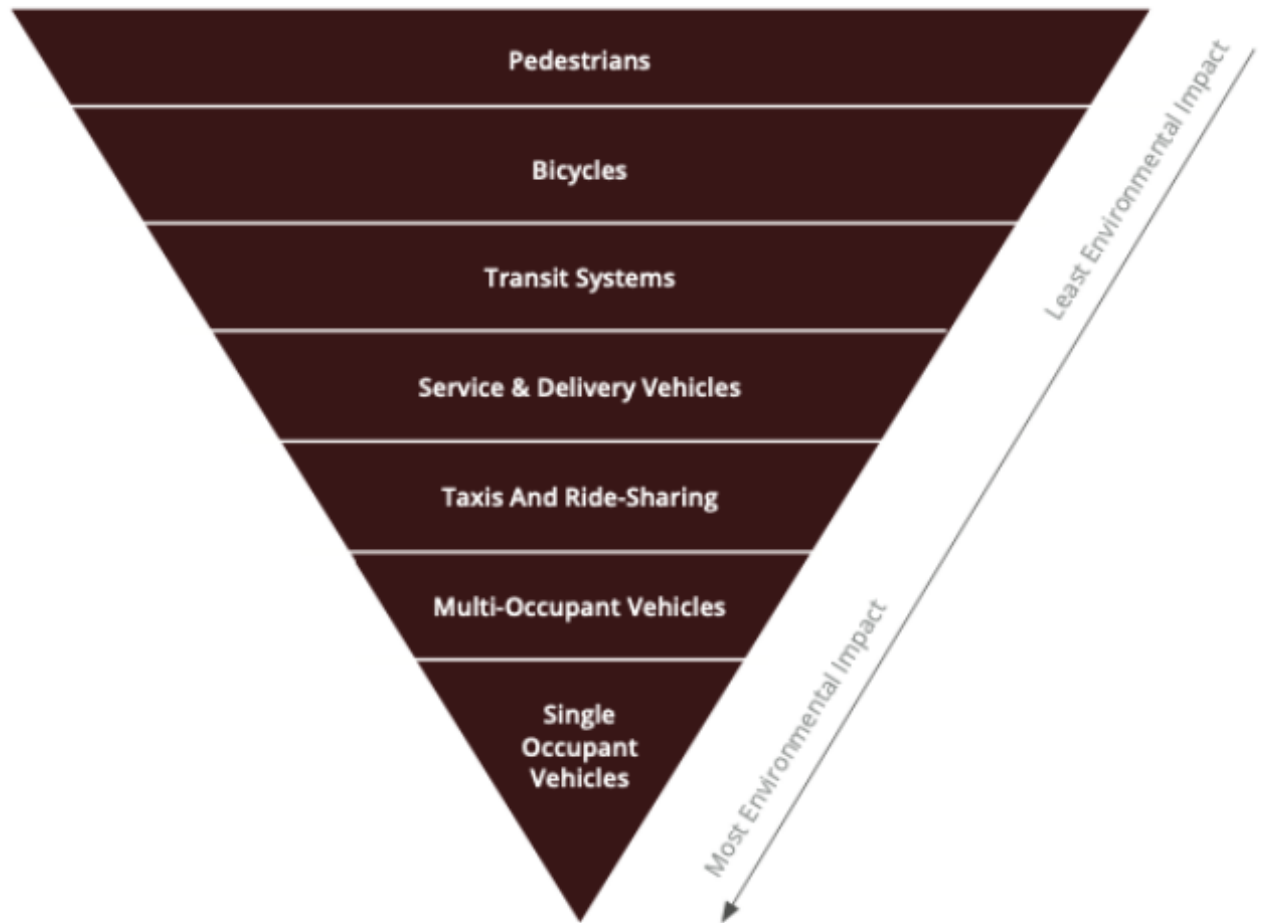 Pedestrians
Bicycles
Transit Systems
Service & Delivery Vehicles
Taxis And Ride-Sharing
Multi-Occupant Vehicles
Single
Occupant
Vehicles
Least Environmental Impact
Most Environmental Impact